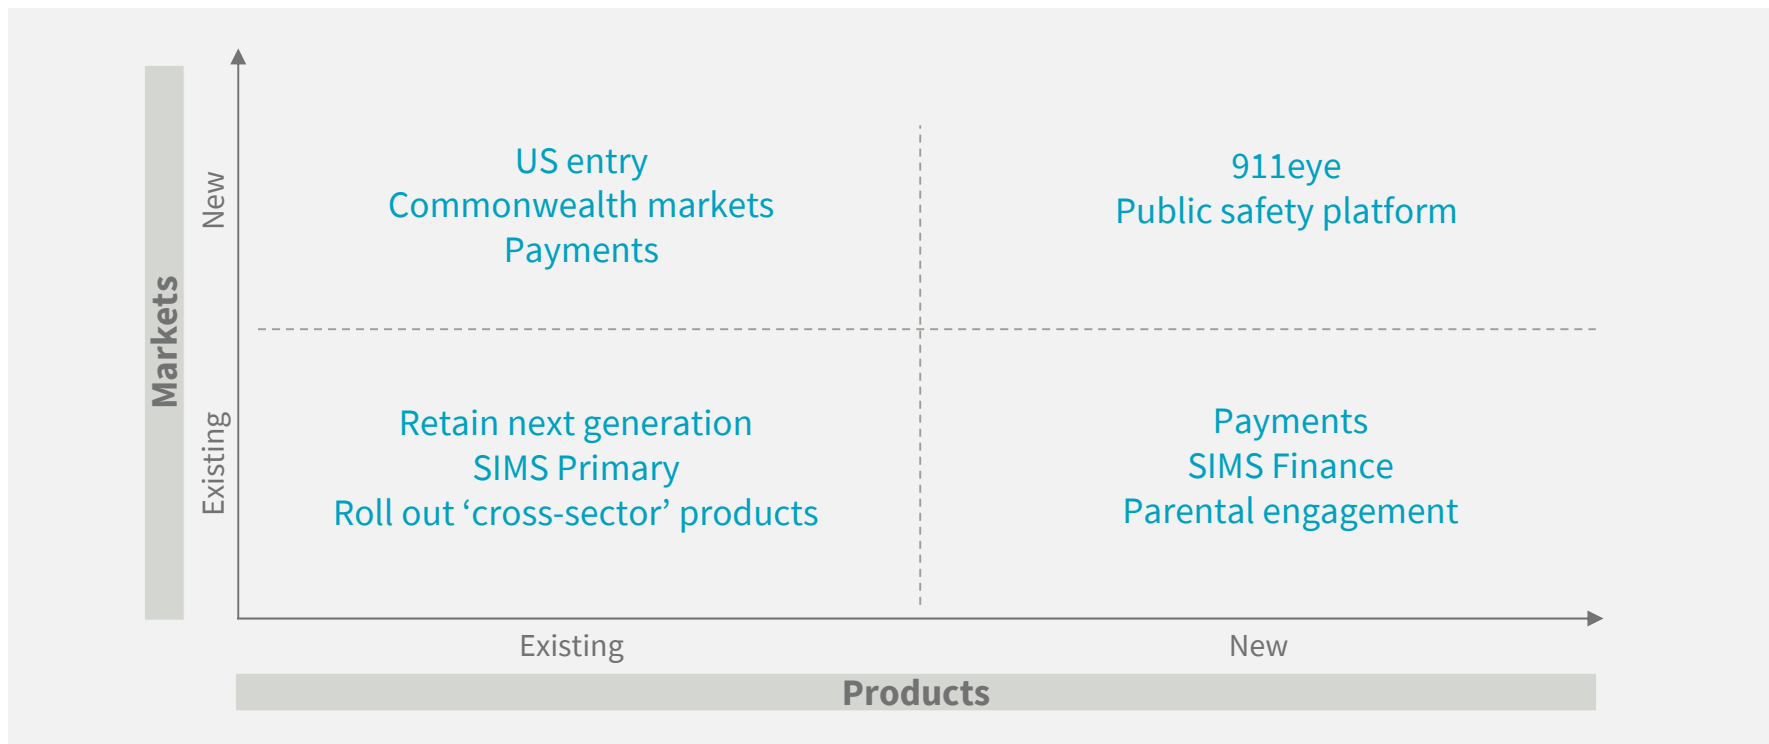 Markets
New
Existing
US entry
Commonwealth markets
Payments
911eye
Public safety platform
Retain next generation
SIMS Primary
Roll out ‘cross-sector’ products
Payments
SIMS Finance
Parental engagement
Existing
New
Products